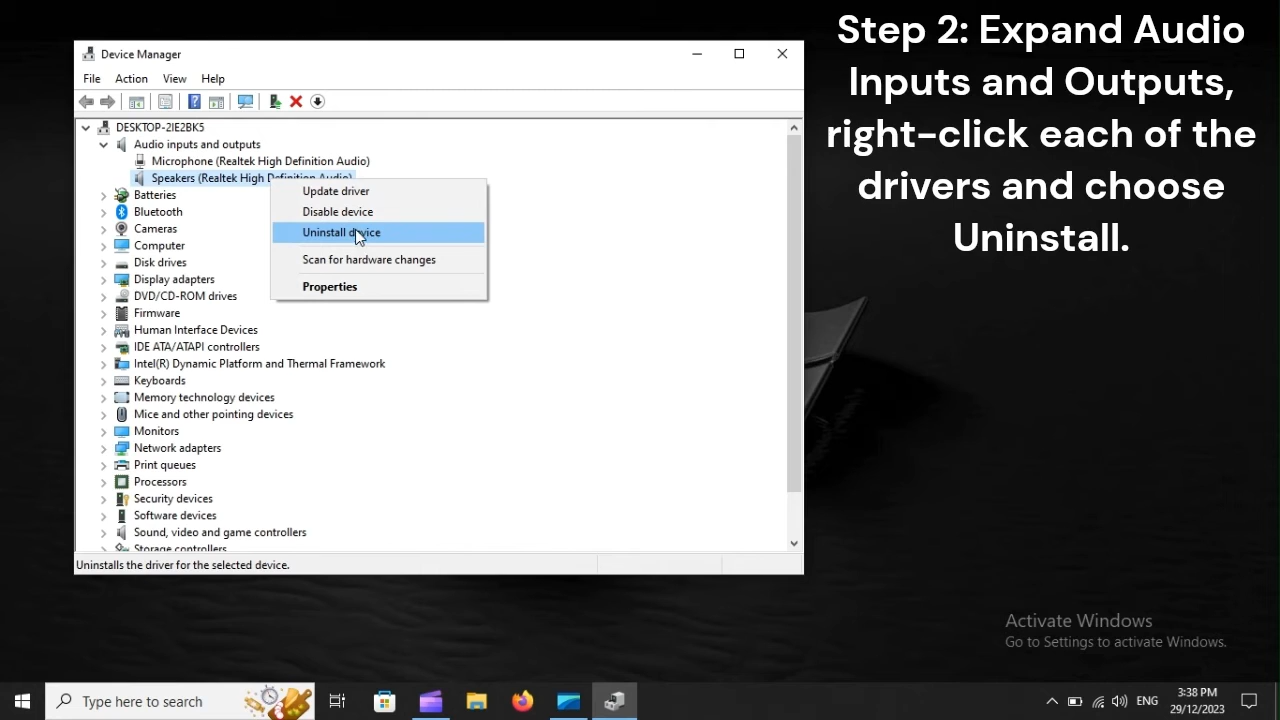 Step 2: Expand Audio
Inputs and Outputs,
right-click each of the
drivers and choose
Uninstall.
Device Manager
File Action View Help
DESKTOP-2IE2BK5
Audio inputs and outputs
Microphone (Realtek High Definition Audio)
Speakers (Realtek High Definition Audio)
Update driver
Disable device
Uninstall device
Scan for hardware changes
Properties
Batteries
Bluetooth
Cameras
Computer
Disk drives
Display adapters
DVD/CD-ROM drives
Firmware
Human Interface Devices
IDE ATA/ATAPI controllers
Intel(R) Dynamic Platform and Thermal Framework
Keyboards
Memory technology devices
Mice and other pointing devices
Monitors
Network adapters
Print queues
Processors
Security devices
Software devices
Sound, video and game controllers
Storage controllers
Uninstalls the driver for the selected device.
Activate Windows
Go to Settings to activate Windows.
Type here to search
ENG
3:38 PM
29/12/2023